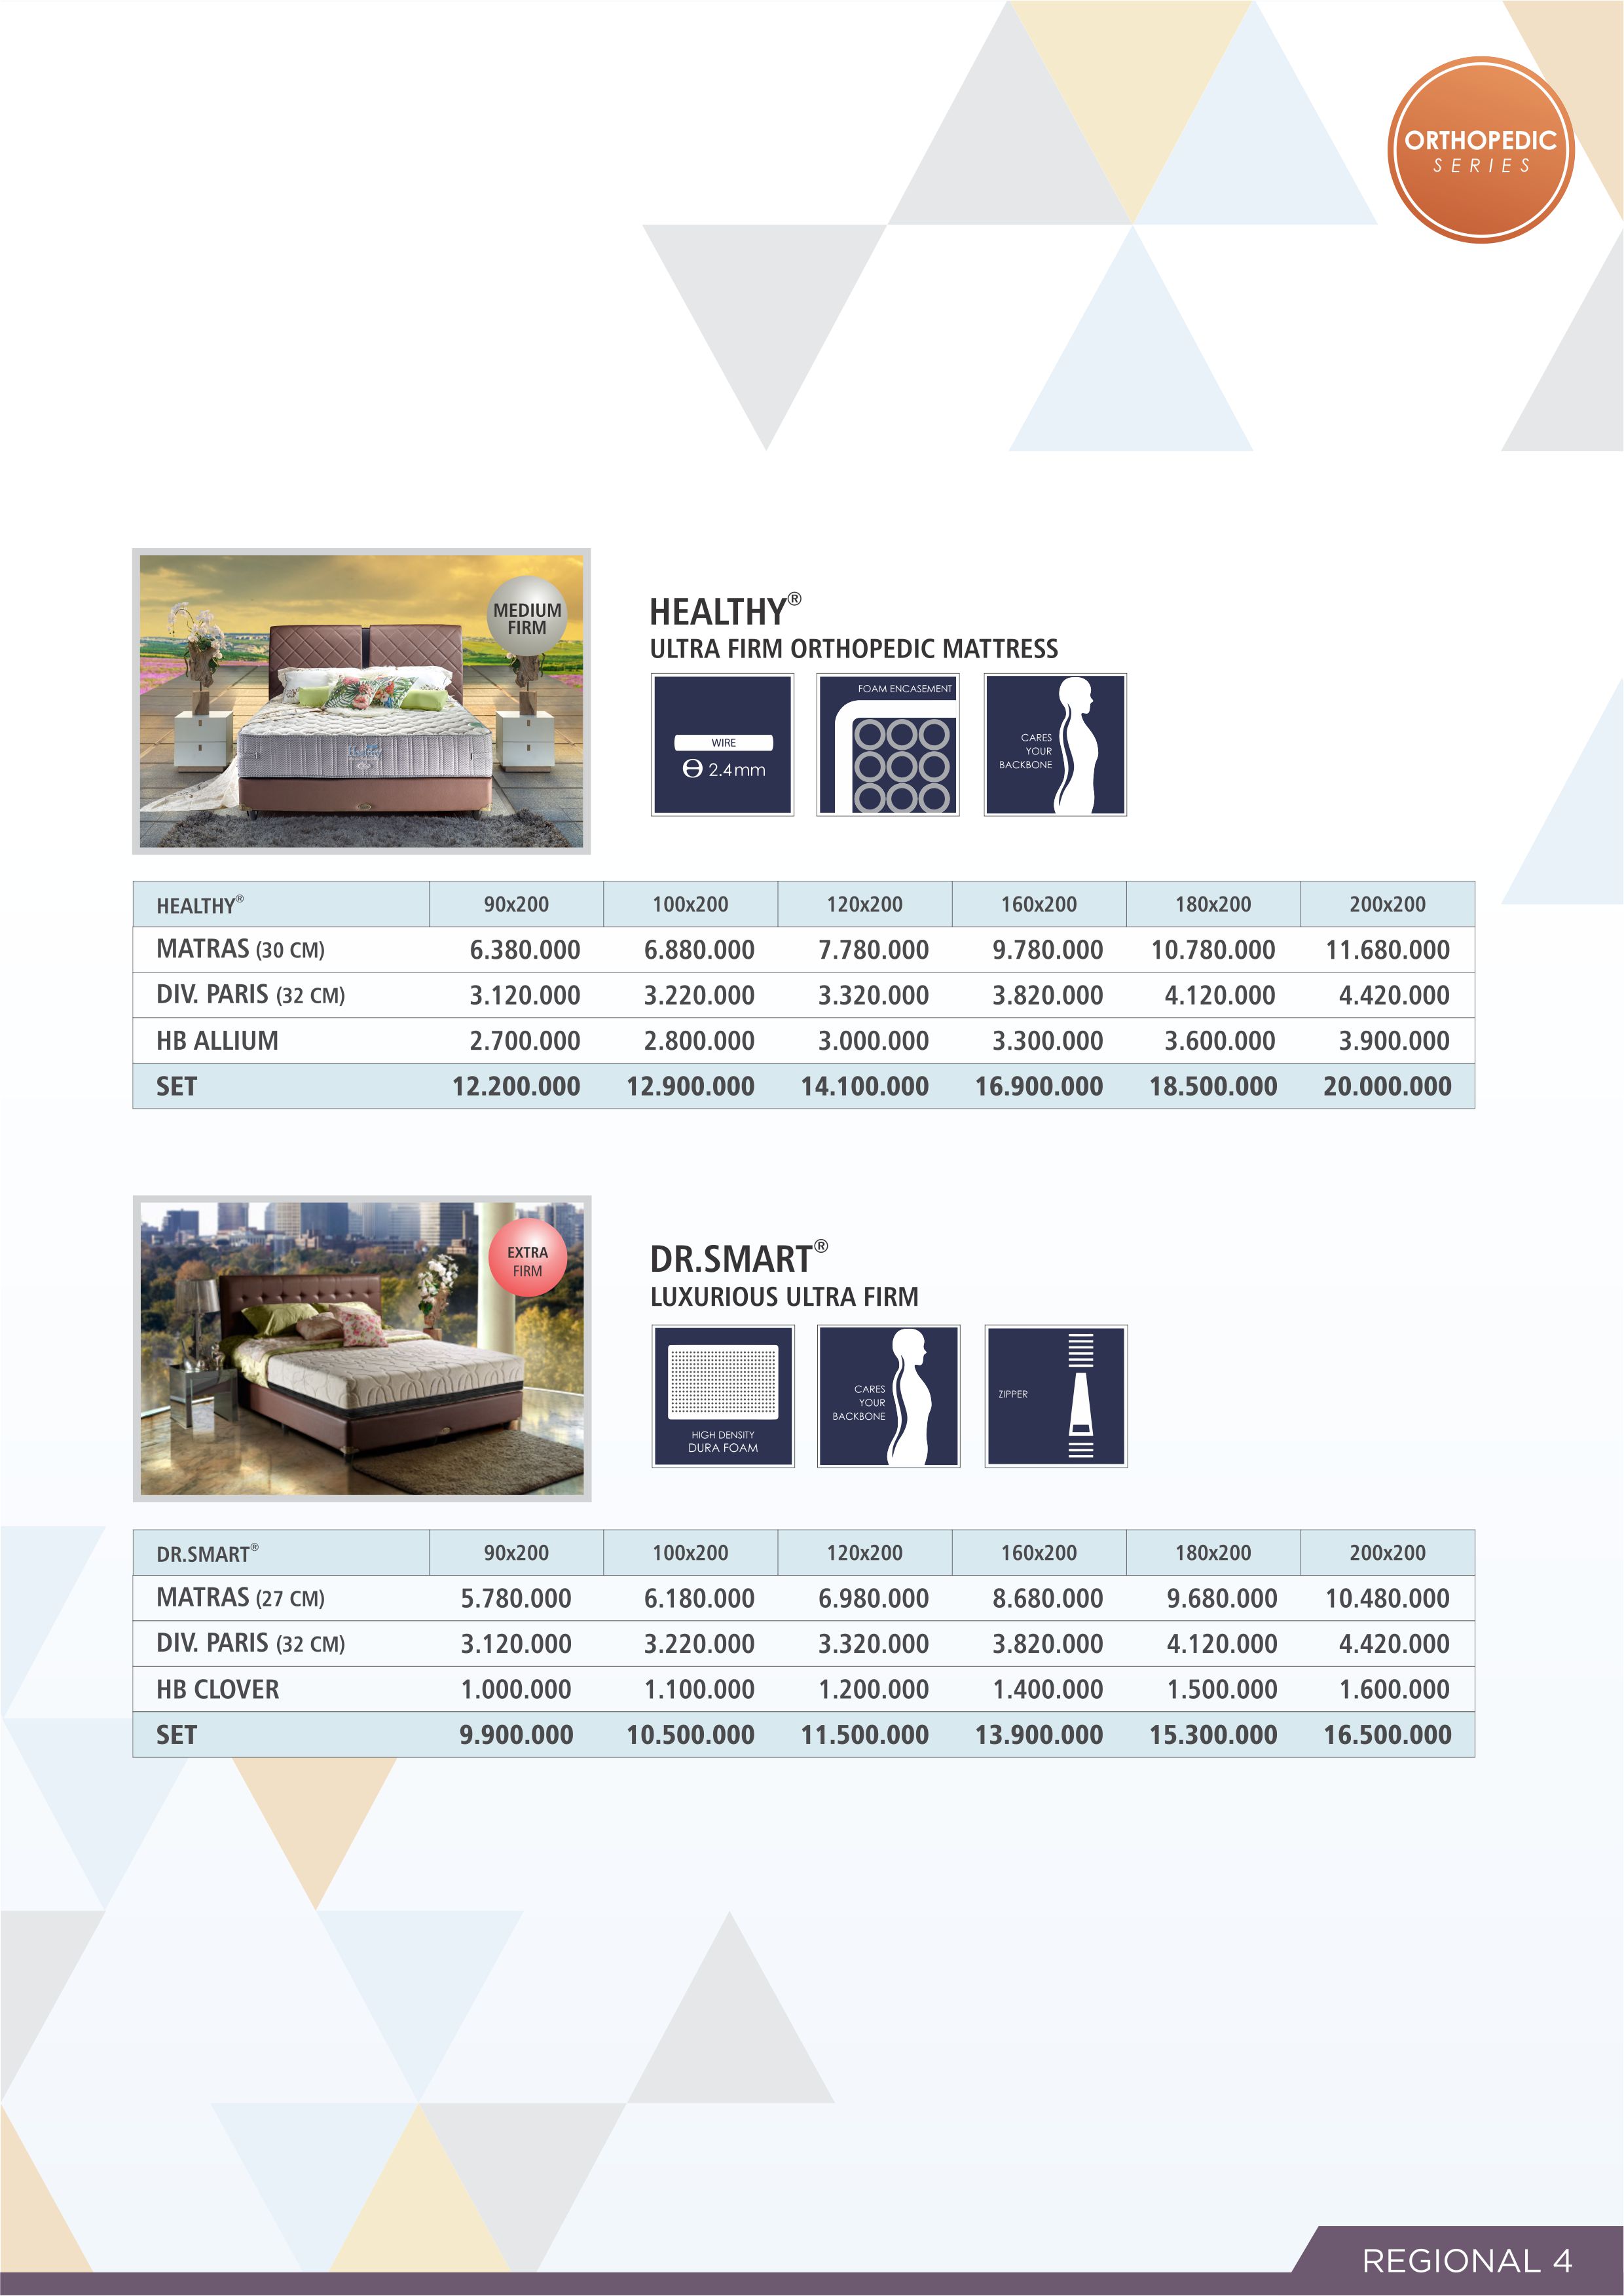 ORTHOPEDIC
SERIES
MEDIUM
FIRM
HEALTHY®
ULTRA FIRM ORTHOPEDIC MATTRESS
WIRE
2.4mm
FOAM ENCASEMENT
CARES
YOUR
BACKBONE
HEALTHY® 90x200 100x200 120x200 160x200 180x200 200x200
MATRAS (30 CM) 6.380.000 6.880.000 7.780.000 9.780.000 10.780.000 11.680.000
DIV. PARIS (32 CM) 3.120.000 3.220.000 3.320.000 3.820.000 4.120.000 4.420.000
HB ALLIUM 2.700.000 2.800.000 3.000.000 3.300.000 3.600.000 3.900.000
SET 12.200.000 12.900.000 14.100.000 16.900.000 18.500.000 20.000.000
EXTRA
FIRM
DR.SMART®
LUXURIOUS ULTRA FIRM
HIGH DENSITY
DURA FOAM
CARES
YOUR
BACKBONE
ZIPPER
DR.SMART® 90x200 100x200 120x200 160x200 180x200 200x200
MATRAS (27 CM) 5.780.000 6.180.000 6.980.000 8.680.000 9.680.000 10.480.000
DIV. PARIS (32 CM) 3.120.000 3.220.000 3.320.000 3.820.000 4.120.000 4.420.000
HB CLOVER 1.000.000 1.100.000 1.200.000 1.400.000 1.500.000 1.600.000
SET 9.900.000 10.500.000 11.500.000 13.900.000 15.300.000 16.500.000
REGIONAL 4